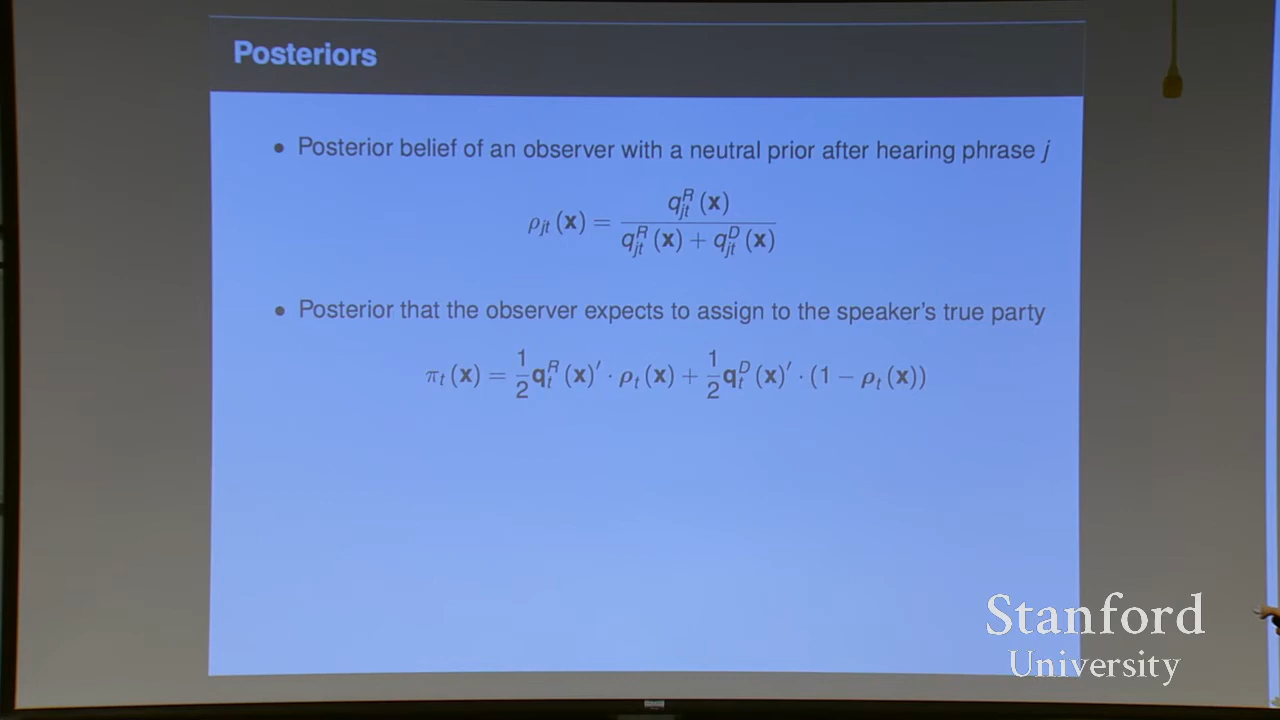 Posteriors
• Posterior belief of an observer with a neutral prior after hearing phrase j
ρ_jt (x) = q^R_jt (x) / (q^R_jt (x) + q^D_jt (x))
• Posterior that the observer expects to assign to the speaker's true party
π_t (x) = 1/2 q^R_t (x)′ · ρ_t (x) + 1/2 q^D_t (x)′ · (1 − ρ_t (x))
Stanford
University